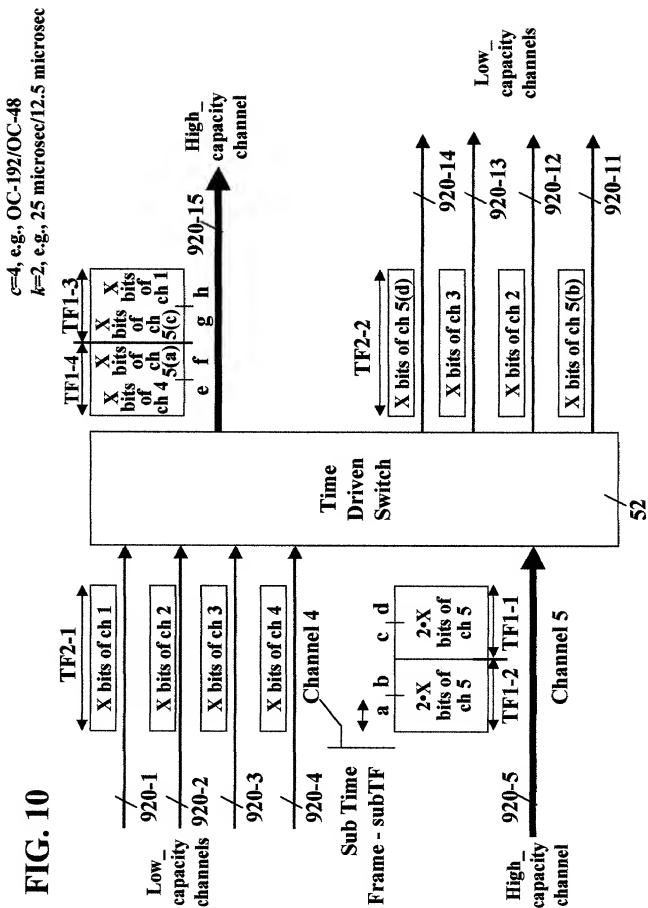 FIG. 10
c=4, e.g., OC-192/OC-48
k=2, e.g., 25 microsec/12.5 microsec
TF2-1
X bits of ch 1
920-1
X bits of ch 2
920-2
Low_
capacity
channels
X bits of ch 3
920-3
X bits of ch 4
920-4
Channel 4
Sub Time
Frame - subTF
a b c d
2•X
bits of
ch 5
2•X
bits of
ch 5
TF1-2 TF1-1
High_
capacity
channel
920-5
Channel 5
Time
Driven
Switch
52
TF1-4 TF1-3
X
bits
of
ch 4
X
bits
of
ch
5(a)
X
bits
of
ch
5(c)
X
bits
of
ch 1
e f g h
920-15
High_
capacity
channel
TF2-2
X bits of ch 5(d)
920-14
X bits of ch 3
920-13
X bits of ch 2
920-12
X bits of ch 5(b)
920-11
Low_
capacity
channels